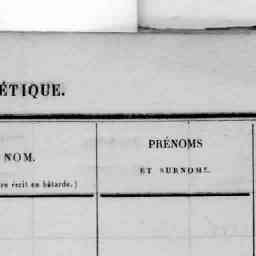 ÉTIQUE.
NOM.
re écrit en bâtarde.)
PRÉNOMS
ET SURNOMS.